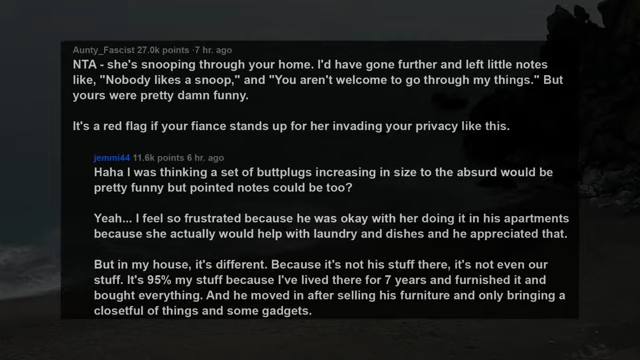 Aunty_Fascist 27.0k points ·7 hr. ago
NTA - she's snooping through your home. I'd have gone further and left little notes
like, "Nobody likes a snoop," and "You aren't welcome to go through my things." But
yours were pretty damn funny.
It's a red flag if your fiance stands up for her invading your privacy like this.
jemmi44 11.6k points 6 hr. ago
Haha I was thinking a set of buttplugs increasing in size to the absurd would be
pretty funny but pointed notes could be too?
Yeah... I feel so frustrated because he was okay with her doing it in his apartments
because she actually would help with laundry and dishes and he appreciated that.
But in my house, it's different. Because it's not his stuff there, it's not even our
stuff. It's 95% my stuff because I've lived there for 7 years and furnished it and
bought everything. And he moved in after selling his furniture and only bringing a
closetful of things and some gadgets.